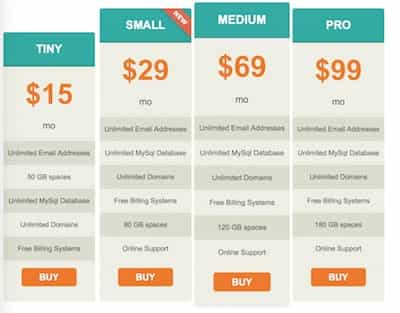 TINY
$15
mo
Unlimited Email Addresses
50 GB spaces
Unlimited MySql Database
Unlimited Domains
Free Billing Systems
BUY
SMALL
NEW
$29
mo
Unlimited Email Addresses
Unlimited MySql Database
Unlimited Domains
Free Billing Systems
80 GB spaces
Online Support
BUY
MEDIUM
$69
mo
Unlimited Email Addresses
Unlimited MySql Database
Unlimited Domains
Free Billing Systems
120 GB spaces
Online Support
BUY
PRO
$99
mo
Unlimited Email Addresses
Unlimited MySql Database
Unlimited Domains
Free Billing Systems
160 GB spaces
Online Support
BUY